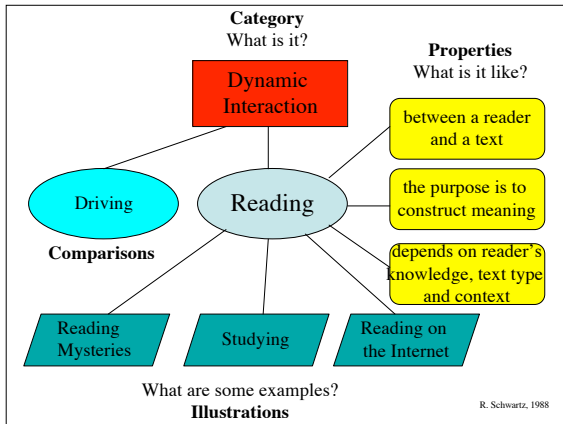 Category
What is it?
Properties
What is it like?
Dynamic
Interaction
between a reader
and a text
Driving
Reading
the purpose is to
construct meaning
Comparisons
depends on reader's
knowledge, text type
and context
Reading
Mysteries
Studying
Reading on
the Internet
What are some examples?
Illustrations
R. Schwartz, 1988